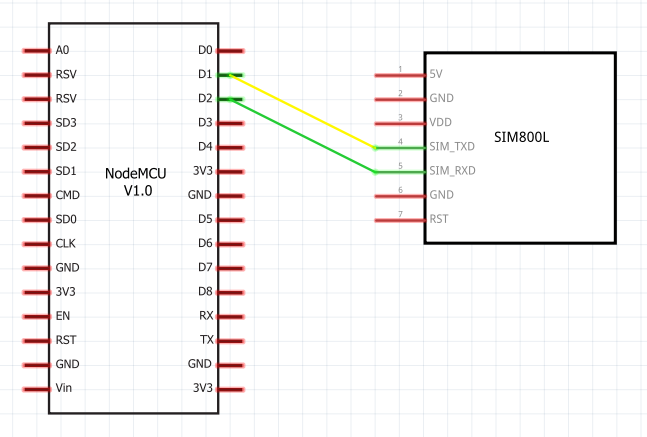 A0
RSV
RSV
SD3
SD2
SD1
CMD
SD0
CLK
GND
3V3
EN
RST
GND
Vin
NodeMCU
V1.0
D0
D1
D2
D3
D4
3V3
GND
D5
D6
D7
D8
RX
TX
GND
3V3
1 5V
2 GND
3 VDD
4 SIM_TXD
5 SIM_RXD
6 GND
7 RST
SIM800L